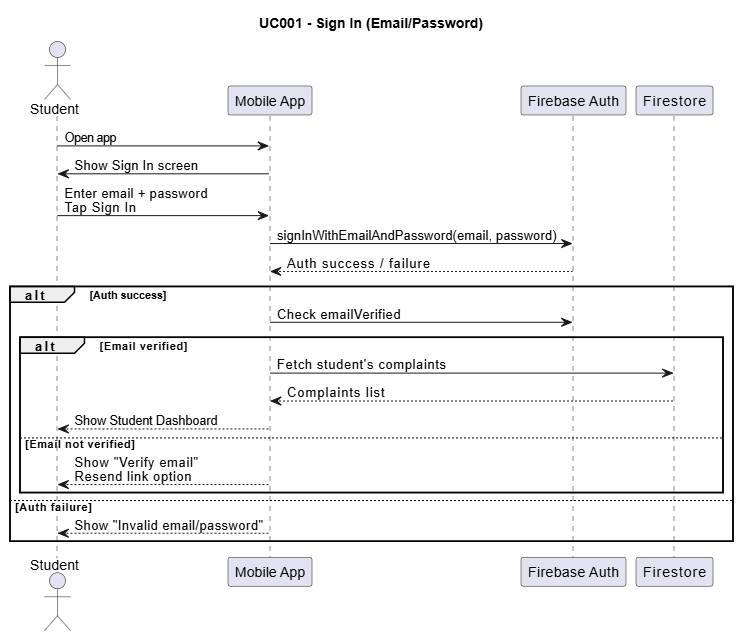 UC001 - Sign In (Email/Password)
Student
Mobile App
Firebase Auth
Firestore
Open app
Show Sign In screen
Enter email + password
Tap Sign In
signInWithEmailAndPassword(email, password)
Auth success / failure
alt
[Auth success]
Check emailVerified
alt
[Email verified]
Fetch student's complaints
Complaints list
Show Student Dashboard
[Email not verified]
Show "Verify email"
Resend link option
[Auth failure]
Show "Invalid email/password"
Student
Mobile App
Firebase Auth
Firestore